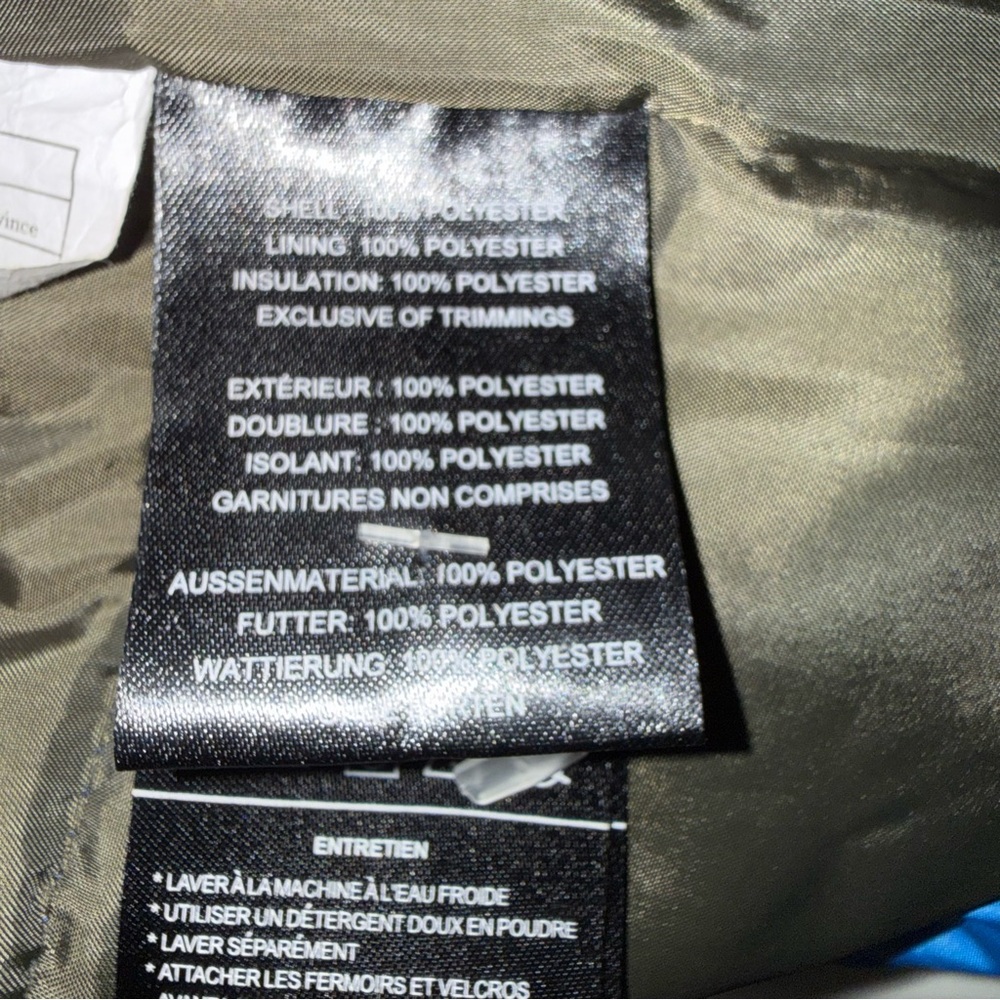 vince
SHELL: 100% POLYESTER
LINING: 100% POLYESTER
INSULATION: 100% POLYESTER
EXCLUSIVE OF TRIMMINGS
EXTÉRIEUR : 100% POLYESTER
DOUBLURE : 100% POLYESTER
ISOLANT: 100% POLYESTER
GARNITURES NON COMPRISES
AUSSENMATERIAL: 100% POLYESTER
FUTTER: 100% POLYESTER
WATTIERUNG: 100% POLYESTER
ENTRETIEN
* LAVER À LA MACHINE À L'EAU FROIDE
* UTILISER UN DÉTERGENT DOUX EN POUDRE
* LAVER SÉPARÉMENT
* ATTACHER LES FERMOIRS ET VELCROS